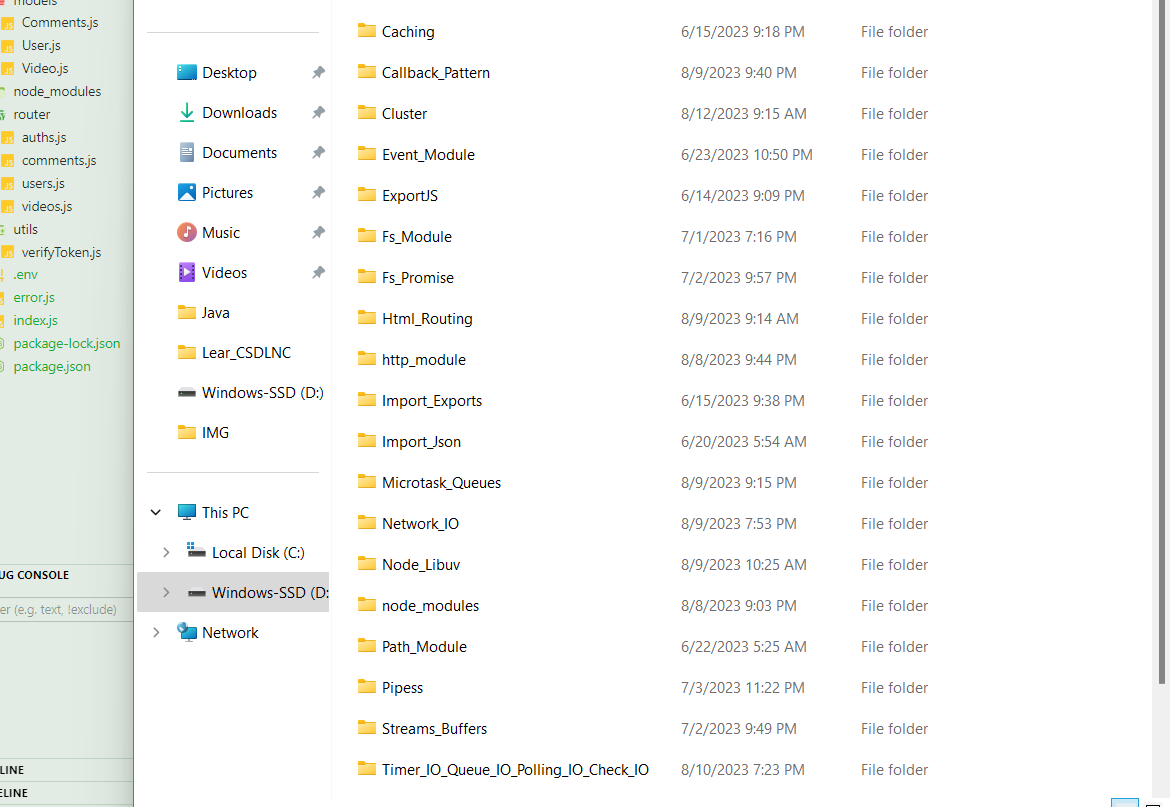 models
Comments.js
User.js
Video.js
node_modules
router
auths.js
comments.js
users.js
videos.js
utils
verifyToken.js
.env
error.js
index.js
package-lock.json
package.json
UG CONSOLE
er (e.g. text, !exclude)
LINE
ELINE
Desktop
Downloads
Documents
Pictures
Music
Videos
Java
Lear_CSDLNC
Windows-SSD (D:)
IMG
This PC
Local Disk (C:)
Windows-SSD (D:
Network
Caching 6/15/2023 9:18 PM File folder
Callback_Pattern 8/9/2023 9:40 PM File folder
Cluster 8/12/2023 9:15 AM File folder
Event_Module 6/23/2023 10:50 PM File folder
ExportJS 6/14/2023 9:09 PM File folder
Fs_Module 7/1/2023 7:16 PM File folder
Fs_Promise 7/2/2023 9:57 PM File folder
Html_Routing 8/9/2023 9:14 AM File folder
http_module 8/8/2023 9:44 PM File folder
Import_Exports 6/15/2023 9:38 PM File folder
Import_Json 6/20/2023 5:54 AM File folder
Microtask_Queues 8/9/2023 9:15 PM File folder
Network_IO 8/9/2023 7:53 PM File folder
Node_Libuv 8/9/2023 10:25 AM File folder
node_modules 8/8/2023 9:03 PM File folder
Path_Module 6/22/2023 5:25 AM File folder
Pipess 7/3/2023 11:22 PM File folder
Streams_Buffers 7/2/2023 9:49 PM File folder
Timer_IO_Queue_IO_Polling_IO_Check_IO 8/10/2023 7:23 PM File folder